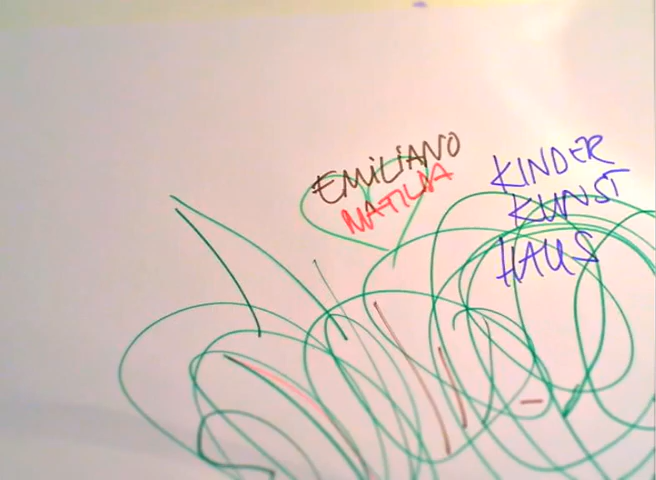 EMiLiANO
MATILDA
KINDER
KUNST
HAUS